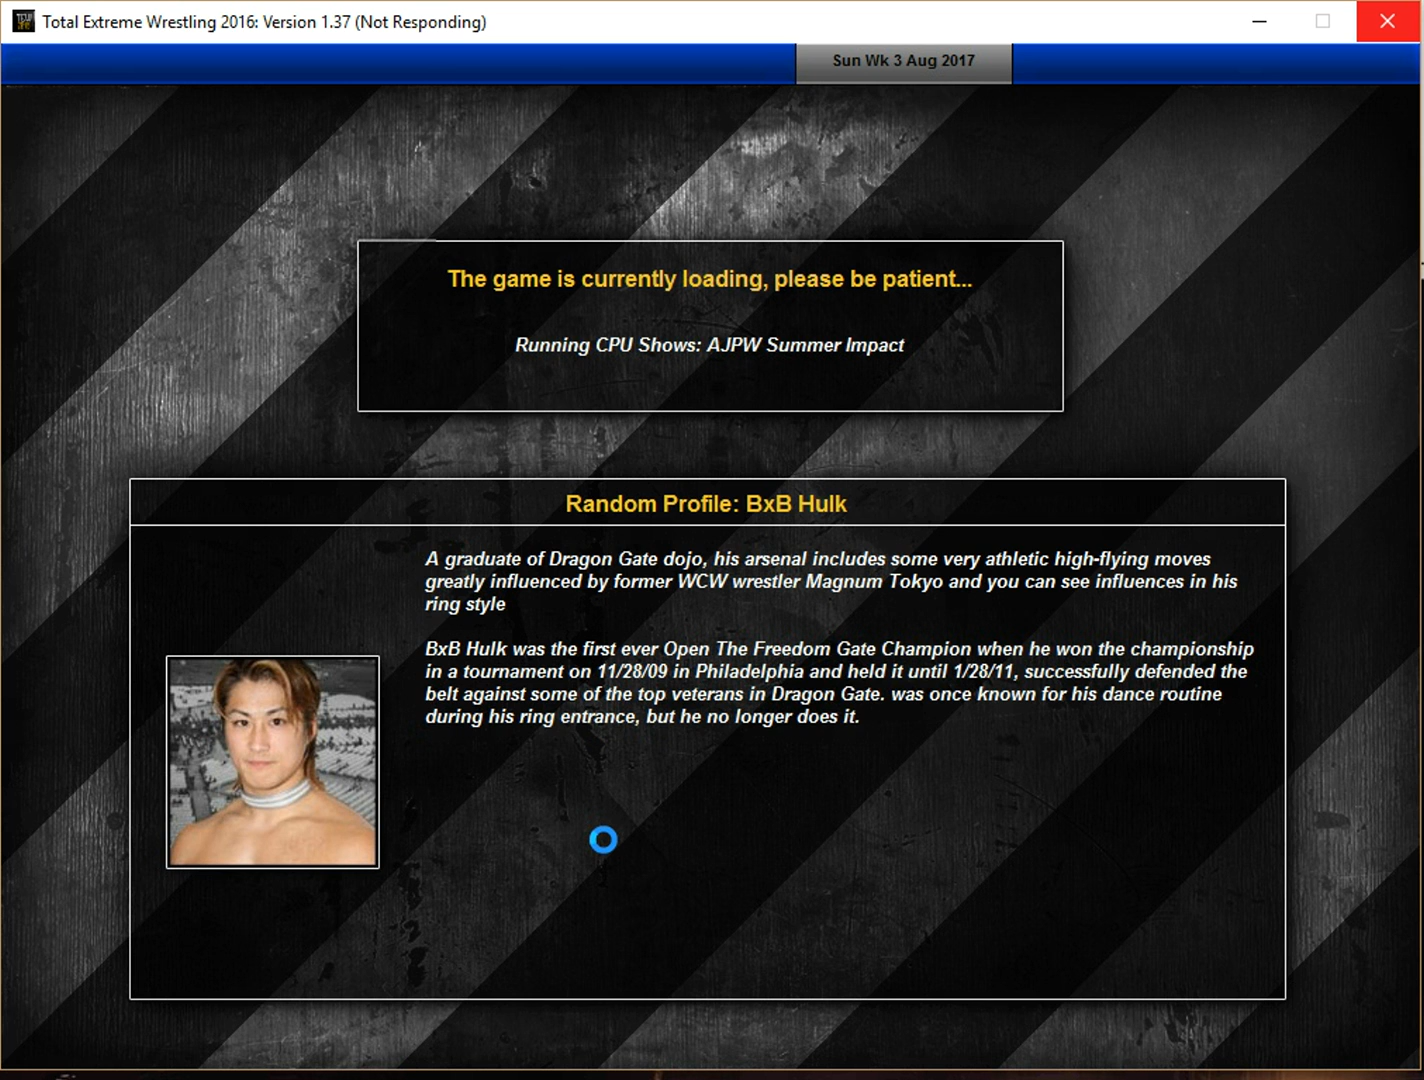 Total Extreme Wrestling 2016: Version 1.37 (Not Responding)
Sun Wk 3 Aug 2017
The game is currently loading, please be patient...
Running CPU Shows: AJPW Summer Impact
Random Profile: BxB Hulk
A graduate of Dragon Gate dojo, his arsenal includes some very athletic high-flying moves
greatly influenced by former WCW wrestler Magnum Tokyo and you can see influences in his
ring style
BxB Hulk was the first ever Open The Freedom Gate Champion when he won the championship
in a tournament on 11/28/09 in Philadelphia and held it until 1/28/11, successfully defended the
belt against some of the top veterans in Dragon Gate. was once known for his dance routine
during his ring entrance, but he no longer does it.